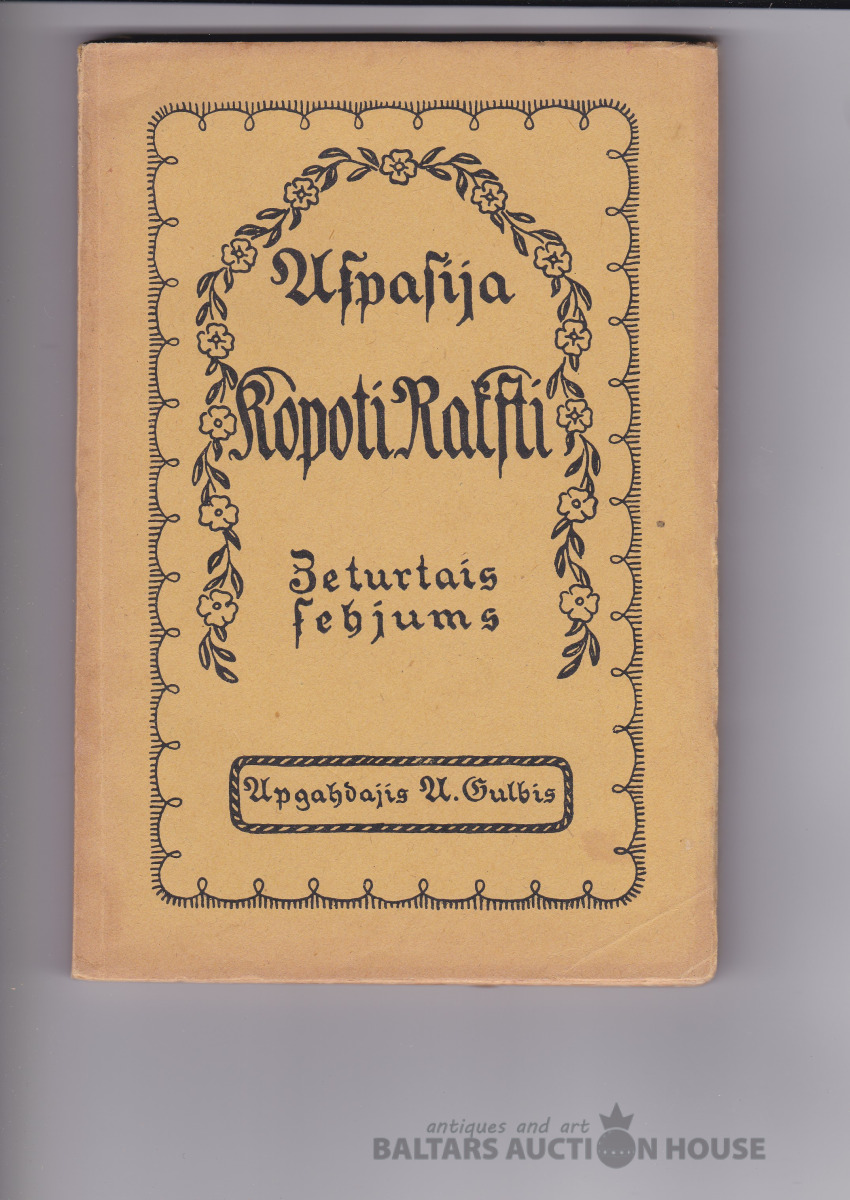 Aſpaſija
Kopoti Rakſti
Zeturtais
ſehjums
Apgahdajis A. Gulbis
antiques and art
BALTARS AUCTION HOUSE